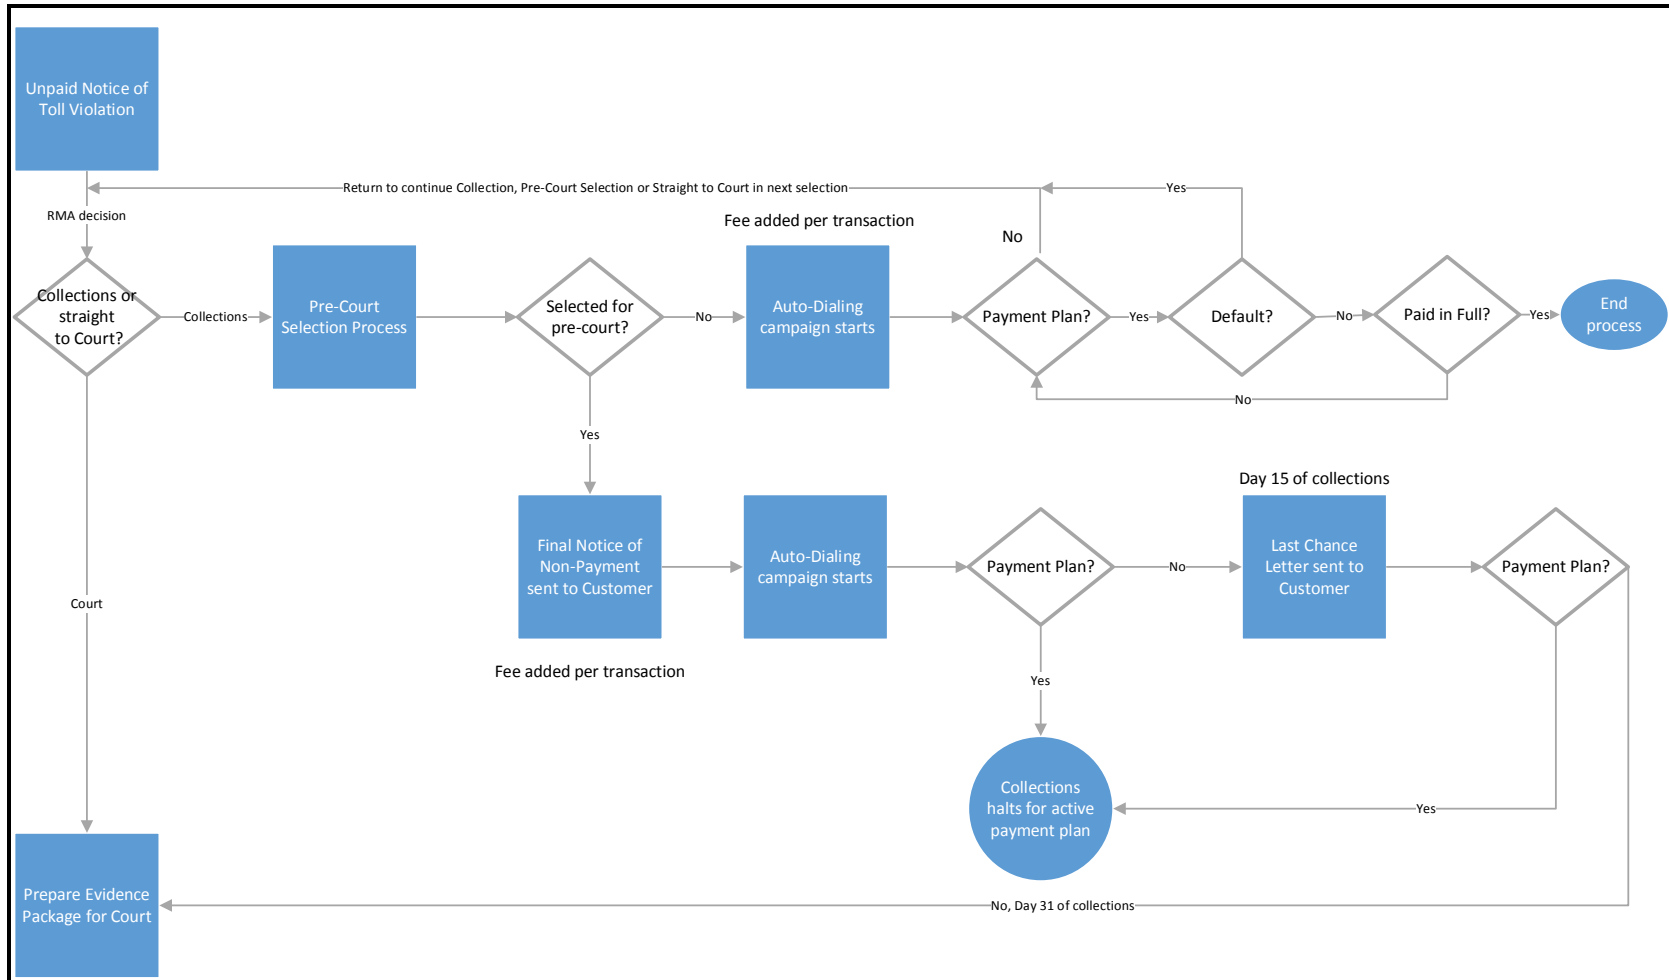 Unpaid Notice of
Toll Violation
Return to continue Collection, Pre-Court Selection or Straight to Court in next selection
Yes
RMA decision
Fee added per transaction
No
Collections or
straight
to Court?
Collections
Pre-Court
Selection Process
Selected for
pre-court?
No
Auto-Dialing
campaign starts
Payment Plan?
Yes
Default?
No
Paid in Full?
Yes
End
process
No
Yes
Day 15 of collections
Final Notice of
Non-Payment
sent to Customer
Auto-Dialing
campaign starts
Payment Plan?
No
Last Chance
Letter sent to
Customer
Payment Plan?
Court
Fee added per transaction
Yes
Collections
halts for active
payment plan
Yes
Prepare Evidence
Package for Court
No, Day 31 of collections